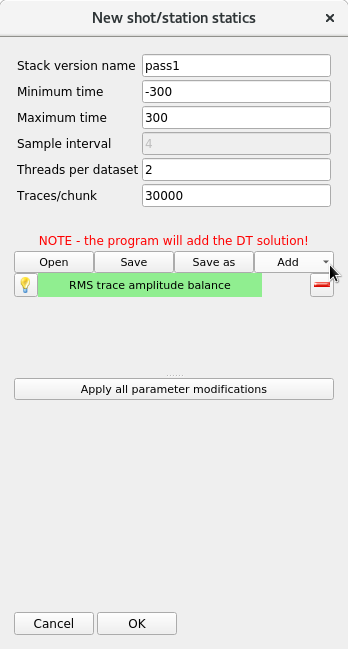 New shot/station statics
Stack version name pass1
Minimum time -300
Maximum time 300
Sample interval 4
Threads per dataset 2
Traces/chunk 30000
NOTE - the program will add the DT solution!
Open Save Save as Add
RMS trace amplitude balance
Apply all parameter modifications
Cancel OK